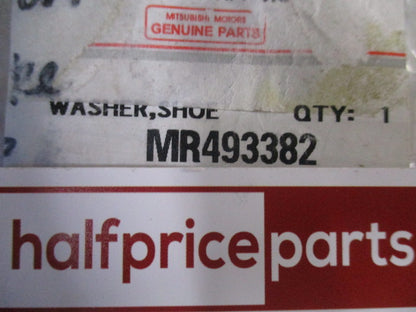 MITSUBISHI MOTORS
GENUINE PARTS
WASHER,SHOE QTY: 1
MR493382
halfpriceparts